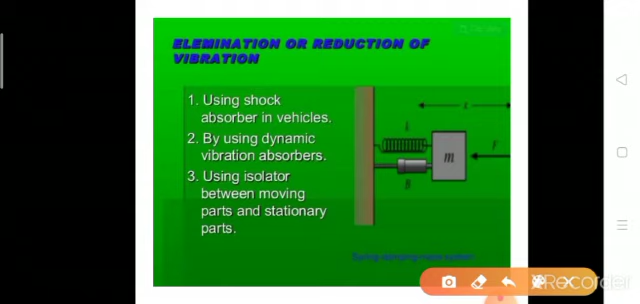 ELEMINATION OR REDUCTION OF
VIBRATION
1. Using shock
absorber in vehicles.
2. By using dynamic
vibration absorbers.
3. Using isolator
between moving
parts and stationary
parts.
x
k
m
F
B
Recorder